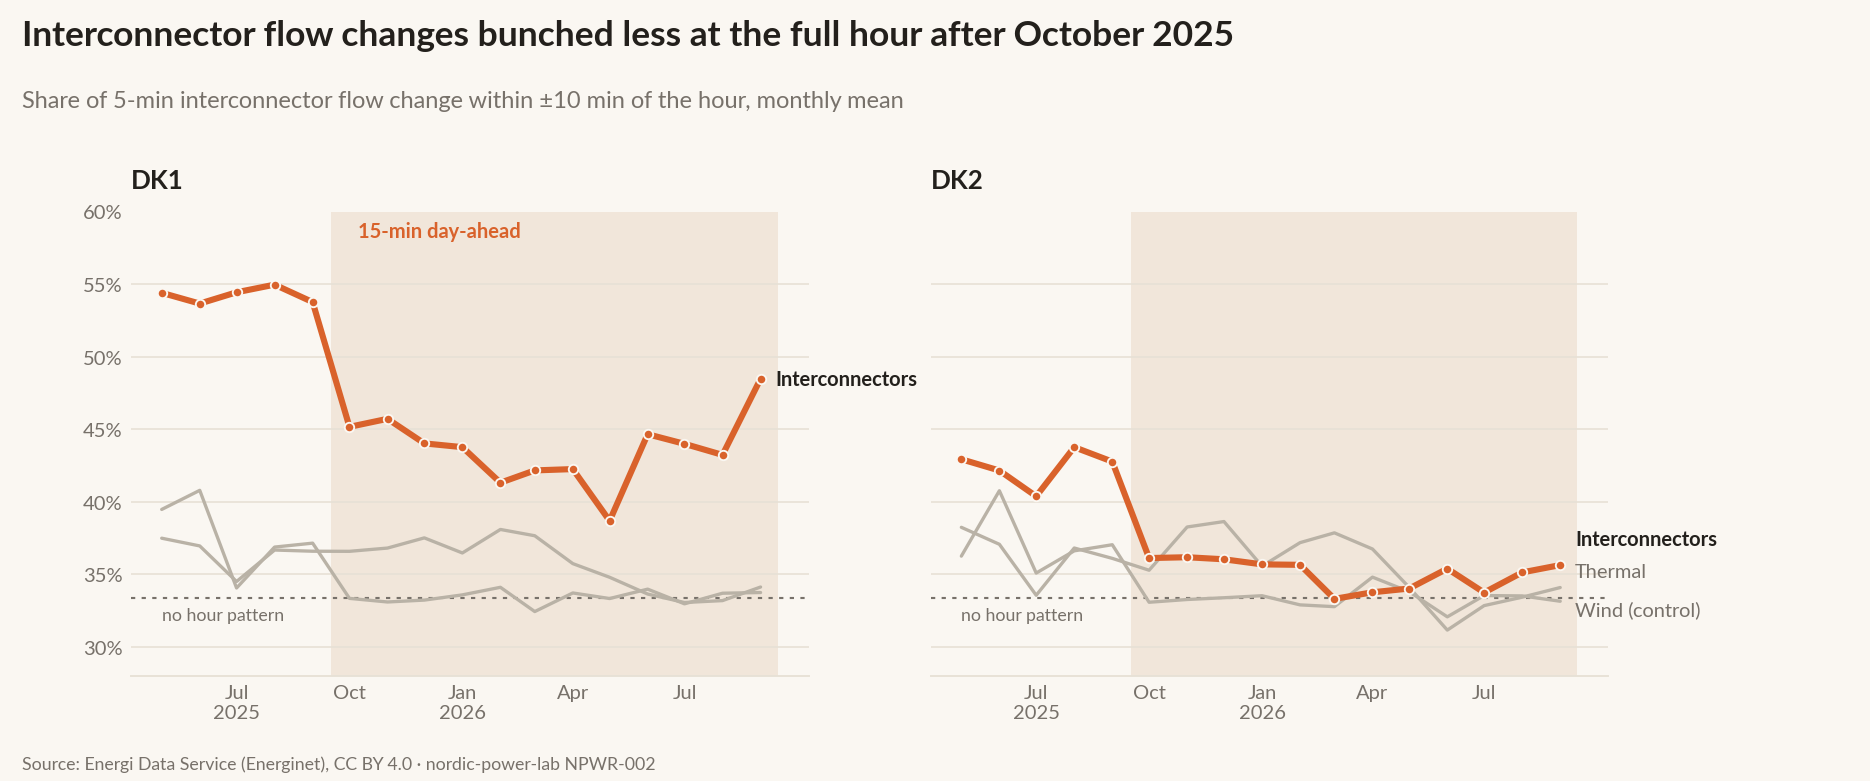 Interconnector flow changes bunched less at the full hour after October 2025
Share of 5-min interconnector flow change within ±10 min of the hour, monthly mean
DK1
60%
55%
50%
45%
40%
35%
30%
15-min day-ahead
Interconnectors
no hour pattern
Jul
2025
Oct
Jan
2026
Apr
Jul
DK2
Interconnectors
Thermal
Wind (control)
no hour pattern
Jul
2025
Oct
Jan
2026
Apr
Jul
Source: Energi Data Service (Energinet), CC BY 4.0 · nordic-power-lab NPWR-002